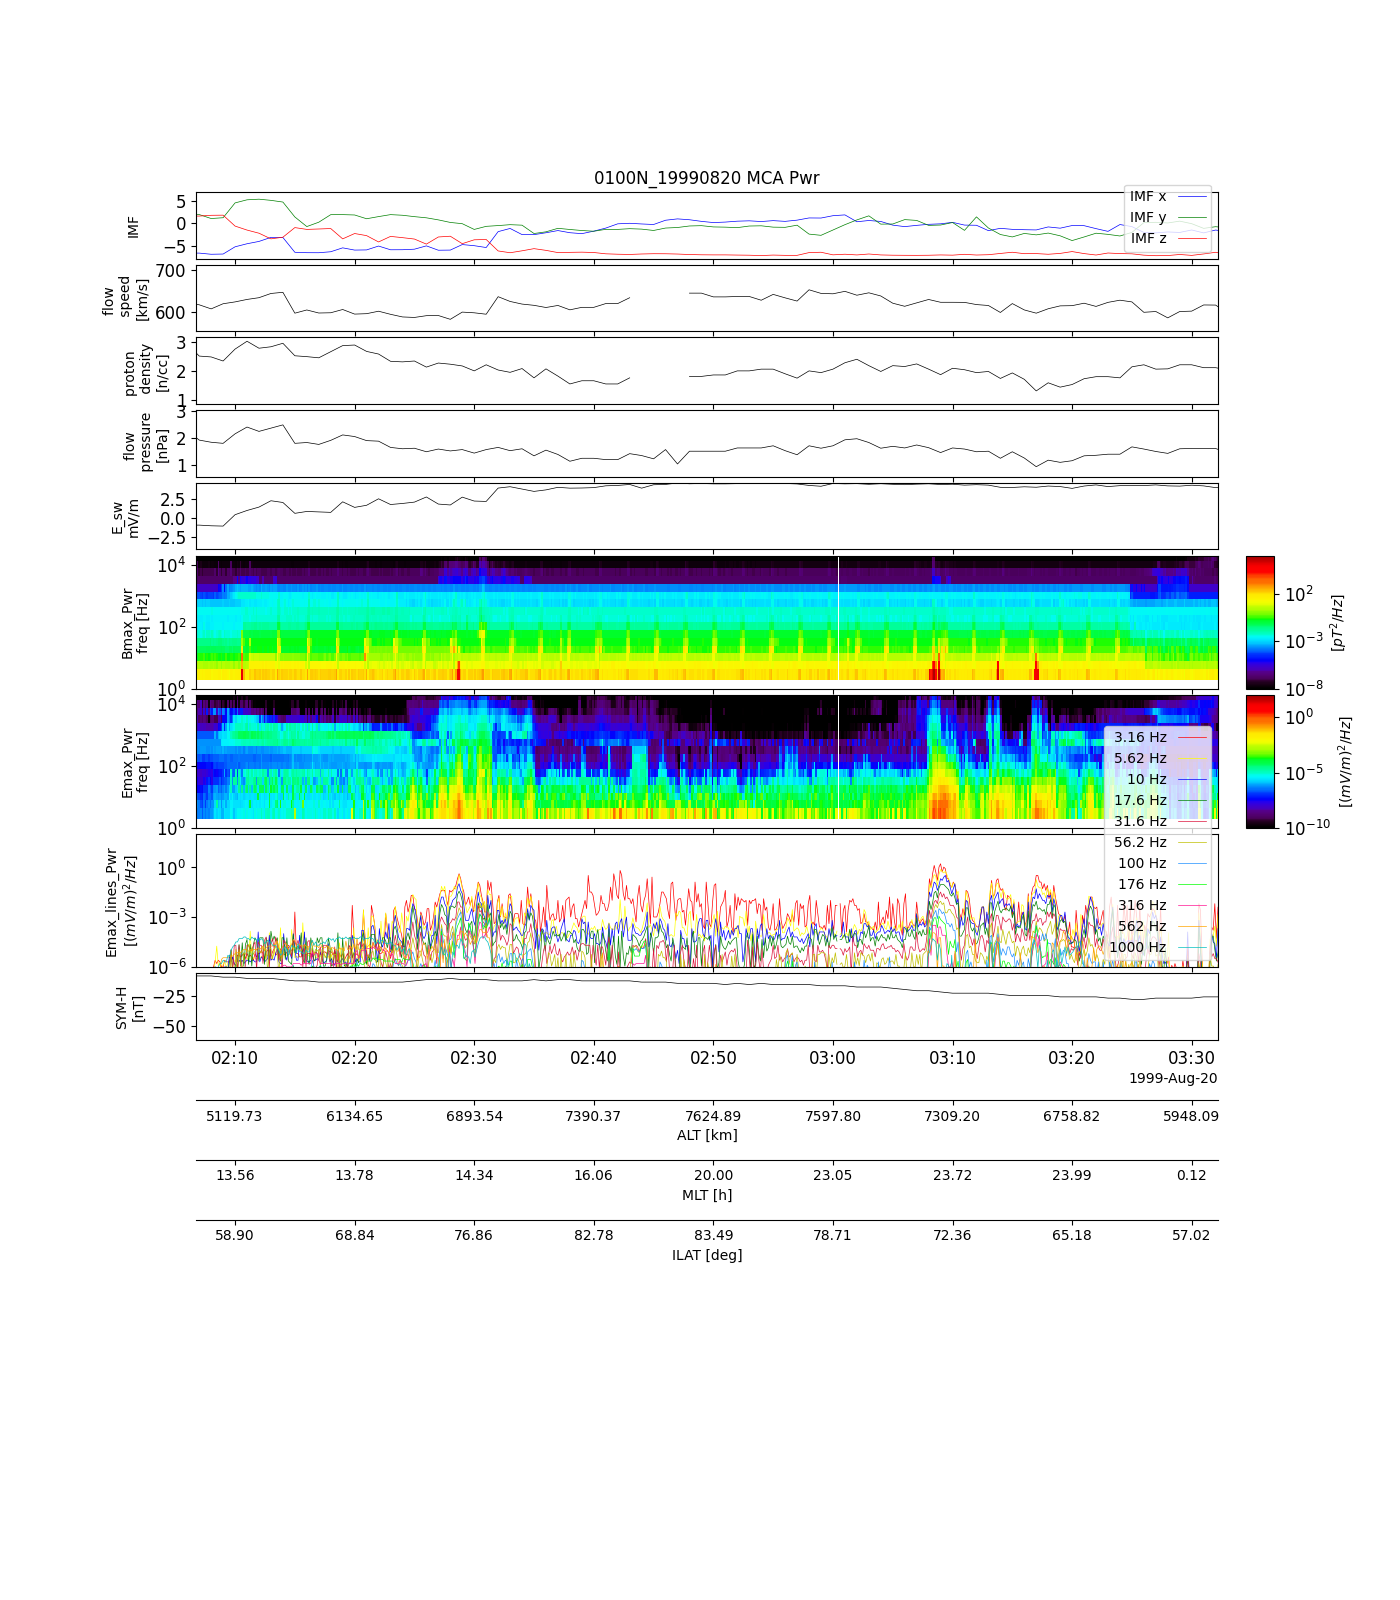 0100N_19990820 MCA Pwr
IMF
5
0
−5
IMF x
IMF y
IMF z
flow
speed
[km/s]
700
600
proton
density
[n/cc]
3
2
1
flow
pressure
[nPa]
3
2
1
E_sw
mV/m
2.5
0.0
−2.5
Bmax_Pwr
freq [Hz]
10^4
10^2
10^0
10^2
10^−3
10^−8
[pT^2/Hz]
Emax_Pwr
freq [Hz]
10^4
10^2
10^0
10^0
10^−5
10^−10
[(mV/m)^2/Hz]
3.16 Hz
5.62 Hz
10 Hz
17.6 Hz
31.6 Hz
56.2 Hz
100 Hz
176 Hz
316 Hz
562 Hz
1000 Hz
Emax_lines_Pwr
[(mV/m)^2/Hz]
10^0
10^−3
10^−6
SYM-H
[nT]
−25
−50
02:10 02:20 02:30 02:40 02:50 03:00 03:10 03:20 03:30
1999-Aug-20
5119.73 6134.65 6893.54 7390.37 7624.89 7597.80 7309.20 6758.82 5948.09
ALT [km]
13.56 13.78 14.34 16.06 20.00 23.05 23.72 23.99 0.12
MLT [h]
58.90 68.84 76.86 82.78 83.49 78.71 72.36 65.18 57.02
ILAT [deg]